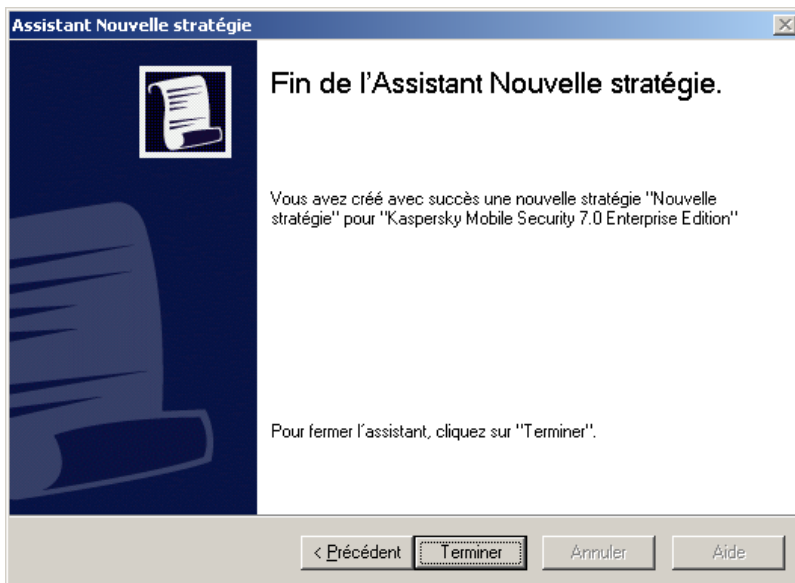 Assistant Nouvelle stratégie
Fin de l'Assistant Nouvelle stratégie.
Vous avez créé avec succès une nouvelle stratégie "Nouvelle
stratégie" pour "Kaspersky Mobile Security 7.0 Enterprise Edition"
Pour fermer l'assistant, cliquez sur "Terminer".
< Précédent
Terminer
Annuler
Aide